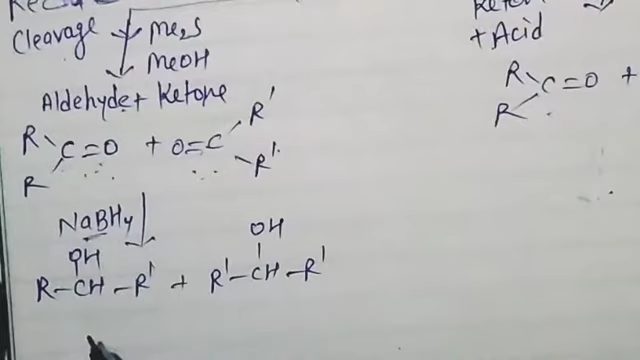 Cleavage Me₂S
MeOH
Aldehyde + Ketone
R
C=O + O=C
R
R'
R'
NaBH4
OH OH
R-CH-R' + R'-CH-R'
+ Acid
R
C=O +
R